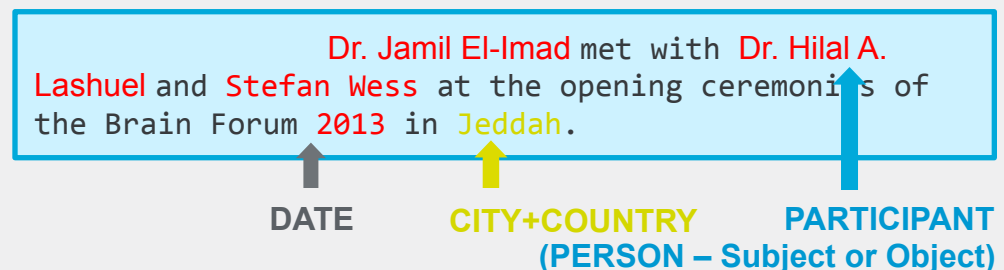 Dr. Jamil El-Imad met with Dr. Hilal A.
Lashuel and Stefan Wess at the opening ceremonies of
the Brain Forum 2013 in Jeddah.
DATE CITY+COUNTRY PARTICIPANT
(PERSON – Subject or Object)